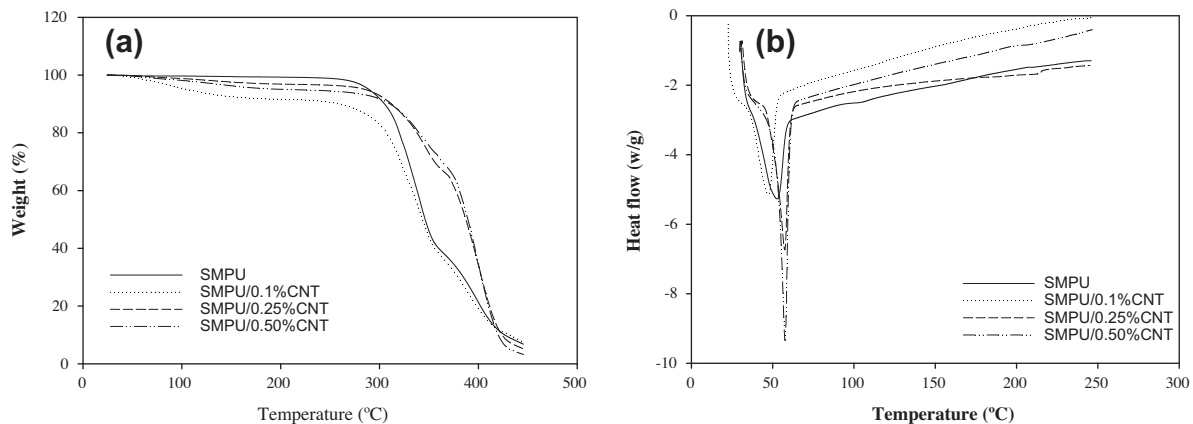 (a)
120
100
80
60
40
20
0
Weight (%)
SMPU
SMPU/0.1%CNT
SMPU/0.25%CNT
SMPU/0.50%CNT
0 100 200 300 400 500
Temperature (ºC)
(b)
0
-2
-4
-6
-8
-10
Heat flow (w/g)
SMPU
SMPU/0.1%CNT
SMPU/0.25%CNT
SMPU/0.50%CNT
0 50 100 150 200 250 300
Temperature (ºC)